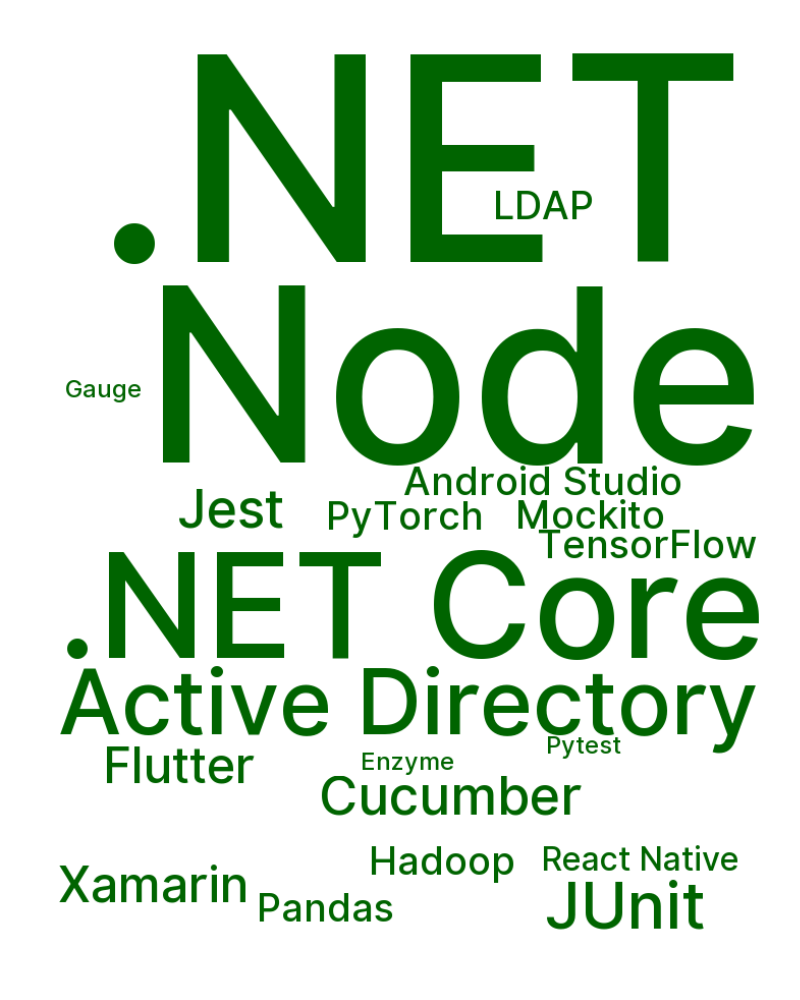 .NET
LDAP
Node
Gauge
Android Studio
Jest
PyTorch
Mockito
TensorFlow
.NET Core
Active Directory
Pytest
Flutter
Enzyme
Cucumber
Hadoop
React Native
Xamarin
Pandas
JUnit